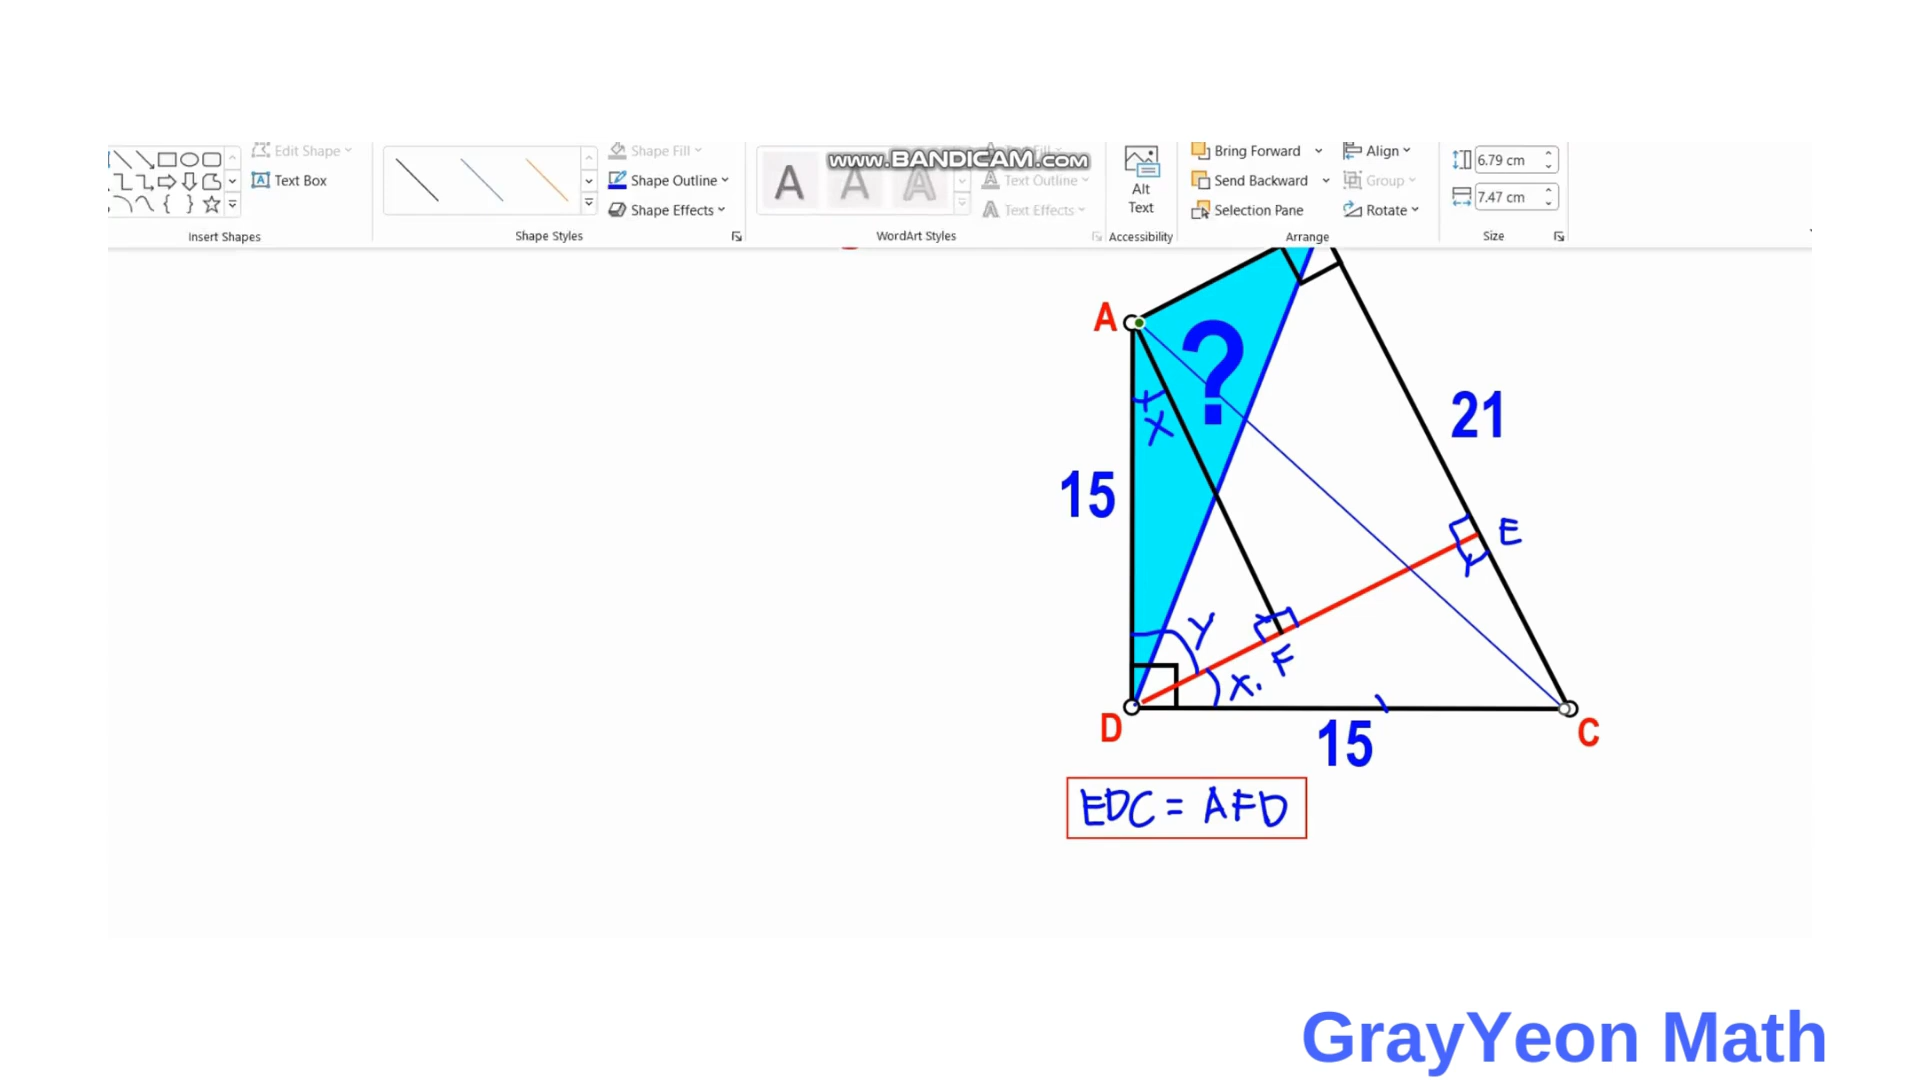 Edit Shape
Text Box
Insert Shapes
Shape Styles
Shape Fill
Shape Outline
Shape Effects
www.BANDICAM.com
A A A
Text Outline
Text Effects
WordArt Styles
Alt
Text
Accessibility
Bring Forward
Send Backward
Selection Pane
Align
Group
Rotate
Arrange
6.79 cm
7.47 cm
Size
A
?
x
21
15
E
y
y
F
x.
D
15
C
EDC = AFD
GrayYeon Math